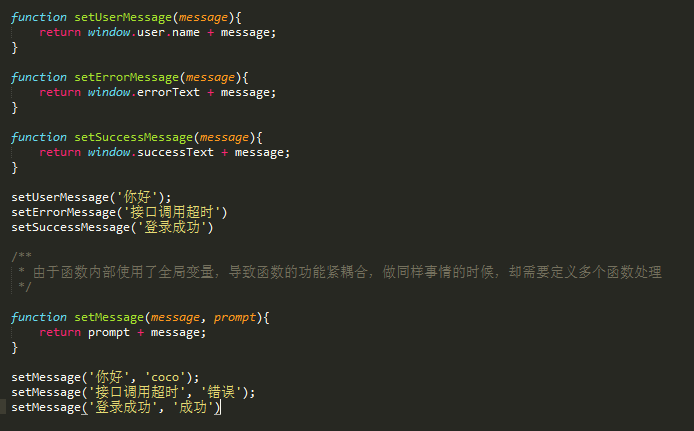 function setUserMessage(message){
return window.user.name + message;
}
function setErrorMessage(message){
return window.errorText + message;
}
function setSuccessMessage(message){
return window.successText + message;
}
setUserMessage('你好');
setErrorMessage('接口调用超时')
setSuccessMessage('登录成功')
/**
* 由于函数内部使用了全局变量，导致函数的功能紧耦合，做同样事情的时候，却需要定义多个函数处理
*/
function setMessage(message, prompt){
return prompt + message;
}
setMessage('你好', 'coco');
setMessage('接口调用超时', '错误');
setMessage('登录成功', '成功')